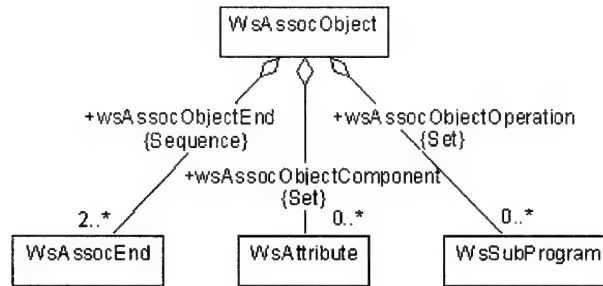 WsAssocObject
+wsAssocObjectEnd
{Sequence}
+wsAssocObjectOperation
{Set}
+wsAssocObjectComponent
{Set}
2..*
0..*
0..*
WsAssocEnd
WsAttribute
WsSubProgram